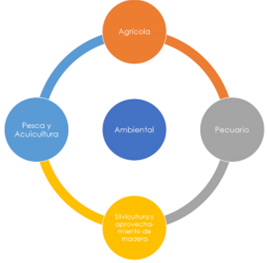 Agrícola
Pesca y
Acuicultura
Ambiental
Pecuario
Silvicultura y
aprovecha-
miento de
madera